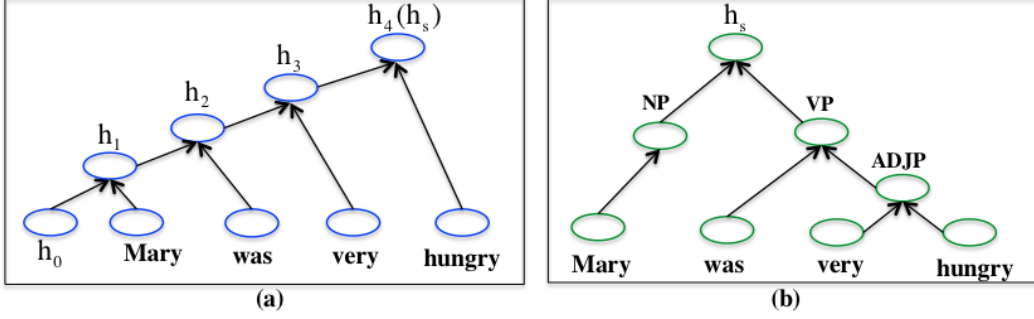 h4(hs)
h3
h2
h1
h0
Mary
was
very
hungry
(a)
hs
NP
VP
ADJP
Mary
was
very
hungry
(b)